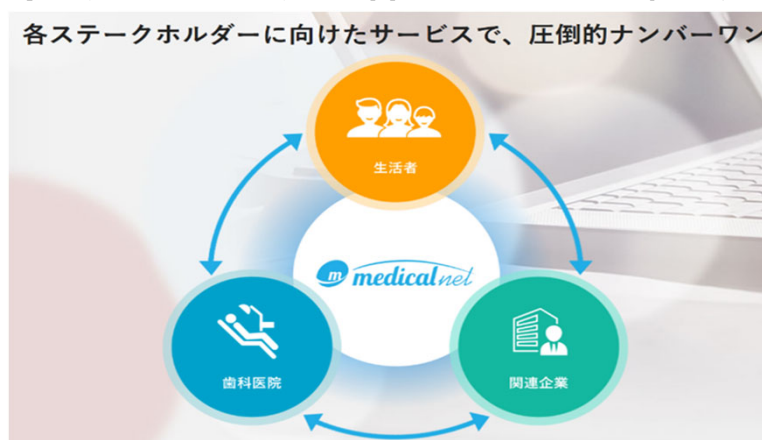 各ステークホルダーに向けたサービスで、圧倒的ナンバーワン
生活者
m medicalnet
歯科医院
関連企業